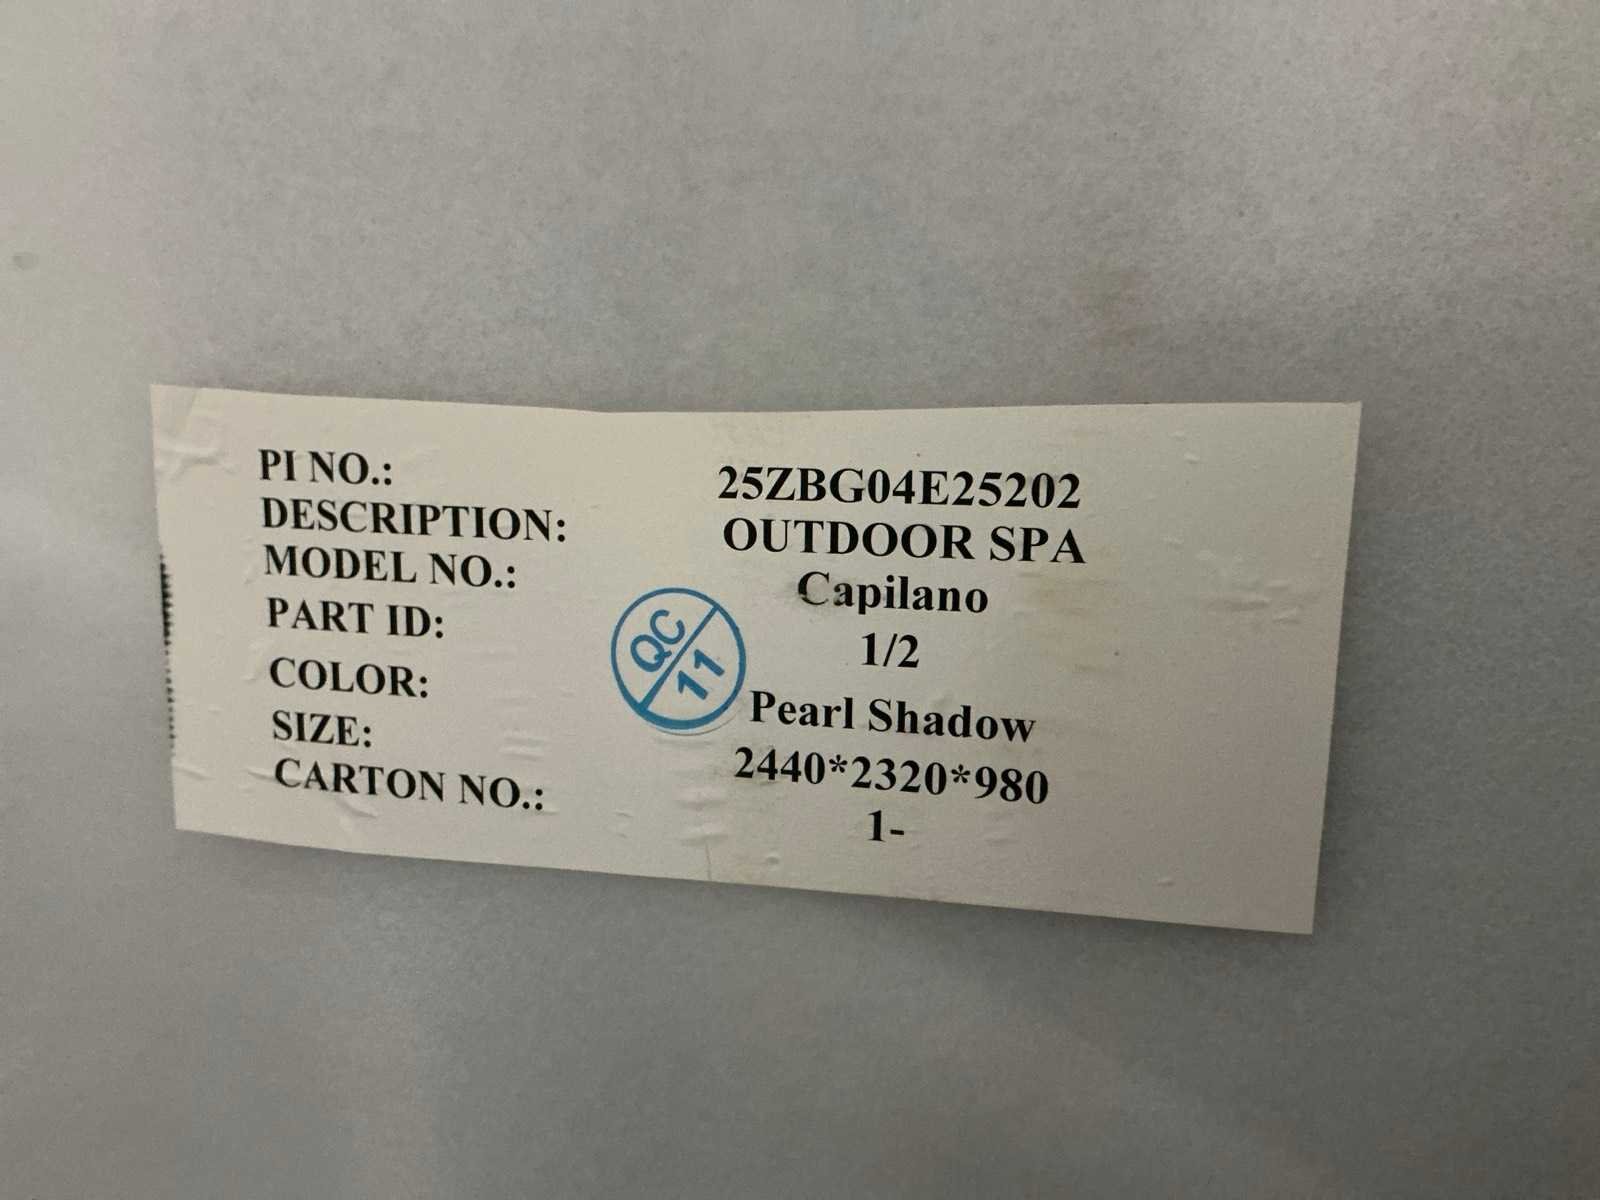 PI NO.: 25ZBG04E25202
DESCRIPTION: OUTDOOR SPA
MODEL NO.: Capilano
PART ID: 1/2
COLOR: Pearl Shadow
SIZE: 2440*2320*980
CARTON NO.: 1-
QC
11